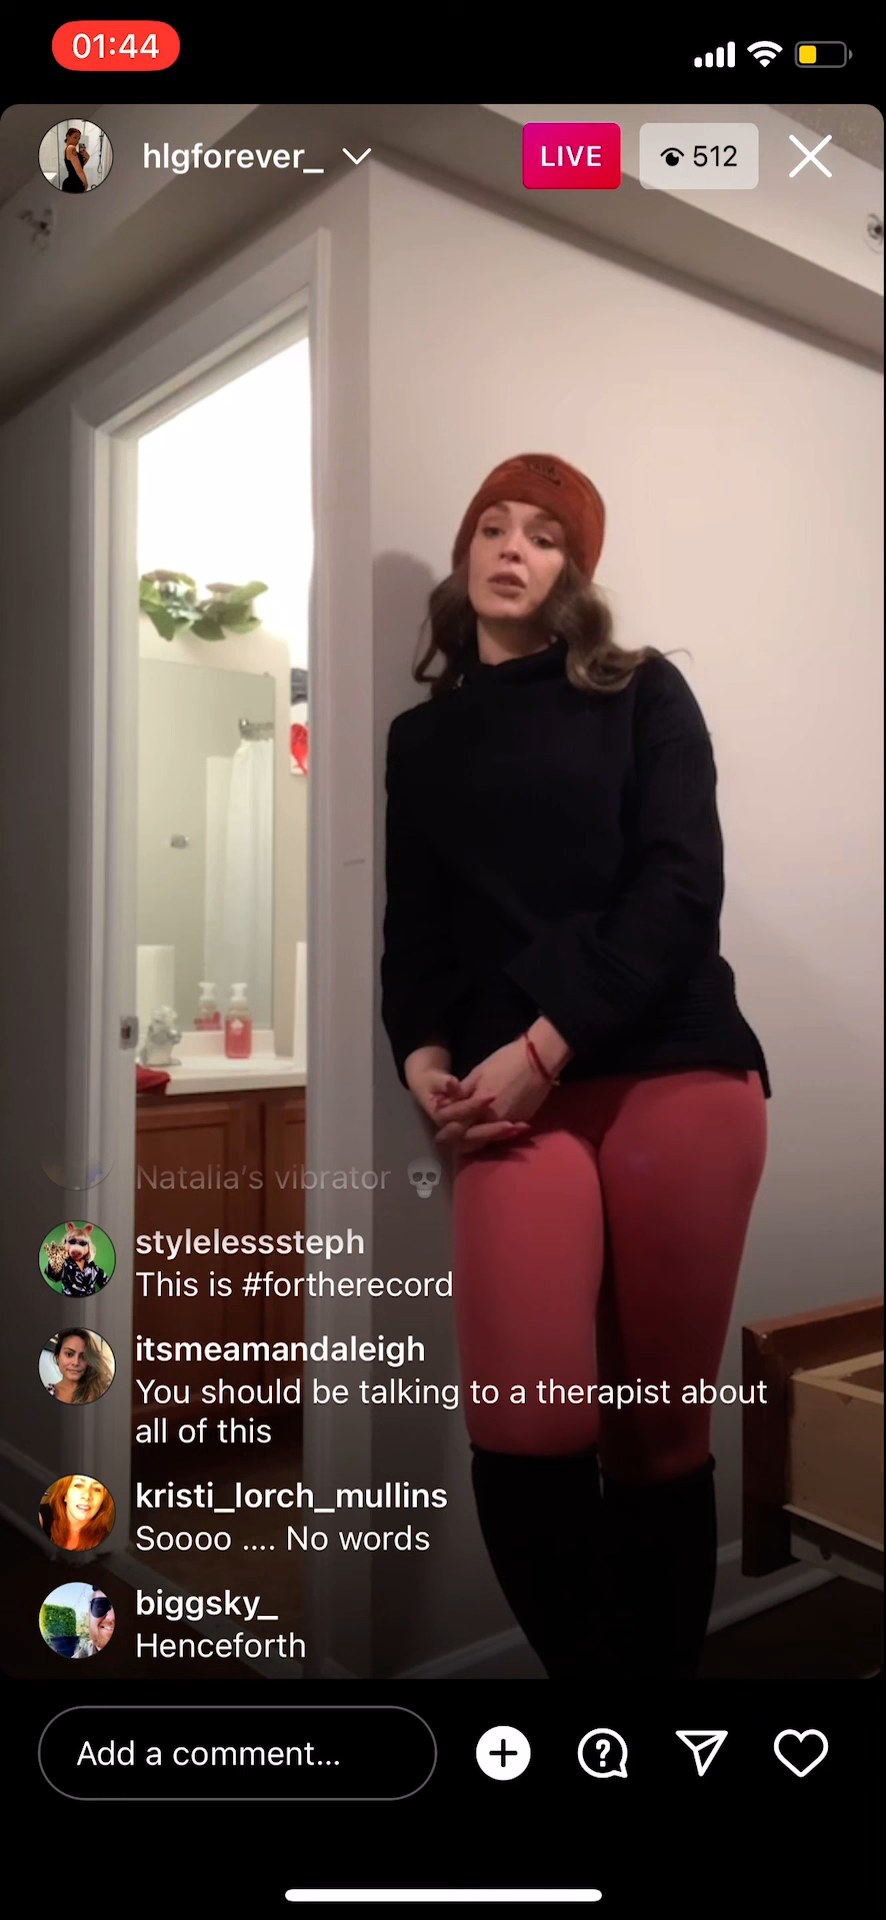 01:44
hlgforever_
LIVE
512
Natalia's vibrator 💀
stylelesssteph
This is #fortherecord
itsmeamandaleigh
You should be talking to a therapist about
all of this
kristi_lorch_mullins
Soooo .... No words
biggsky_
Henceforth
Add a comment...